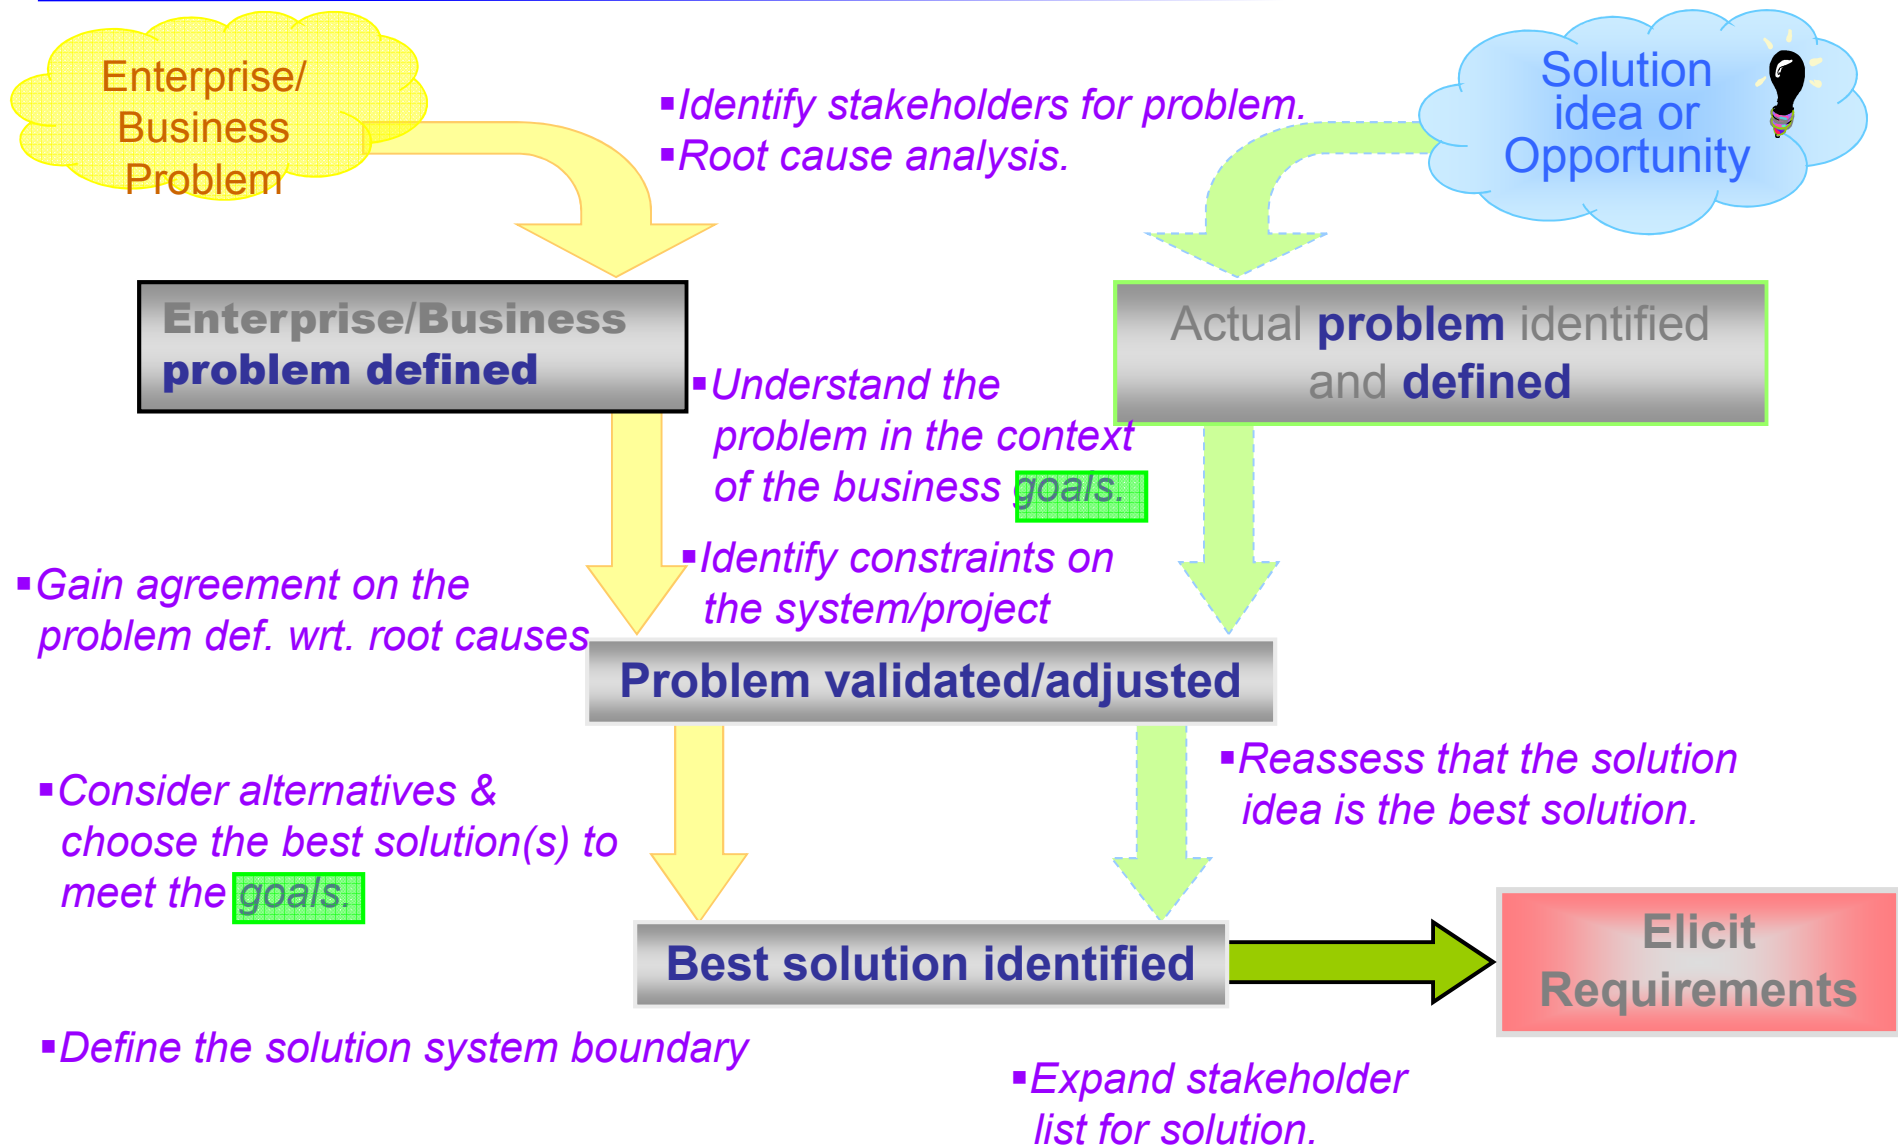 Enterprise/
Business
Problem
▪Identify stakeholders for problem.
▪Root cause analysis.
Solution
idea or
Opportunity
Enterprise/Business
problem defined
Actual problem identified
and defined
▪Understand the
problem in the context
of the business goals.
▪Identify constraints on
the system/project
▪Gain agreement on the
problem def. wrt. root causes
Problem validated/adjusted
▪Consider alternatives &
choose the best solution(s) to
meet the goals.
▪Reassess that the solution
idea is the best solution.
Best solution identified
Elicit
Requirements
▪Define the solution system boundary
▪Expand stakeholder
list for solution.